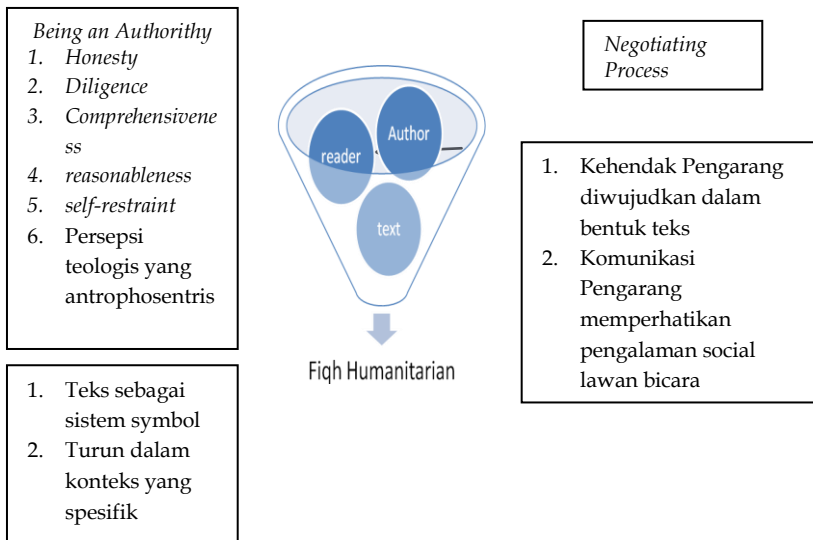 Being an Authorithy
1. Honesty
2. Diligence
3. Comprehensivene
ss
4. reasonableness
5. self-restraint
6. Persepsi
teologis yang
antrophosentris
Negotiating
Process
reader
Author
text
Fiqh Humanitarian
1. Kehendak Pengarang
diwujudkan dalam
bentuk teks
2. Komunikasi
Pengarang
memperhatikan
pengalaman social
lawan bicara
1. Teks sebagai
sistem symbol
2. Turun dalam
konteks yang
spesifik